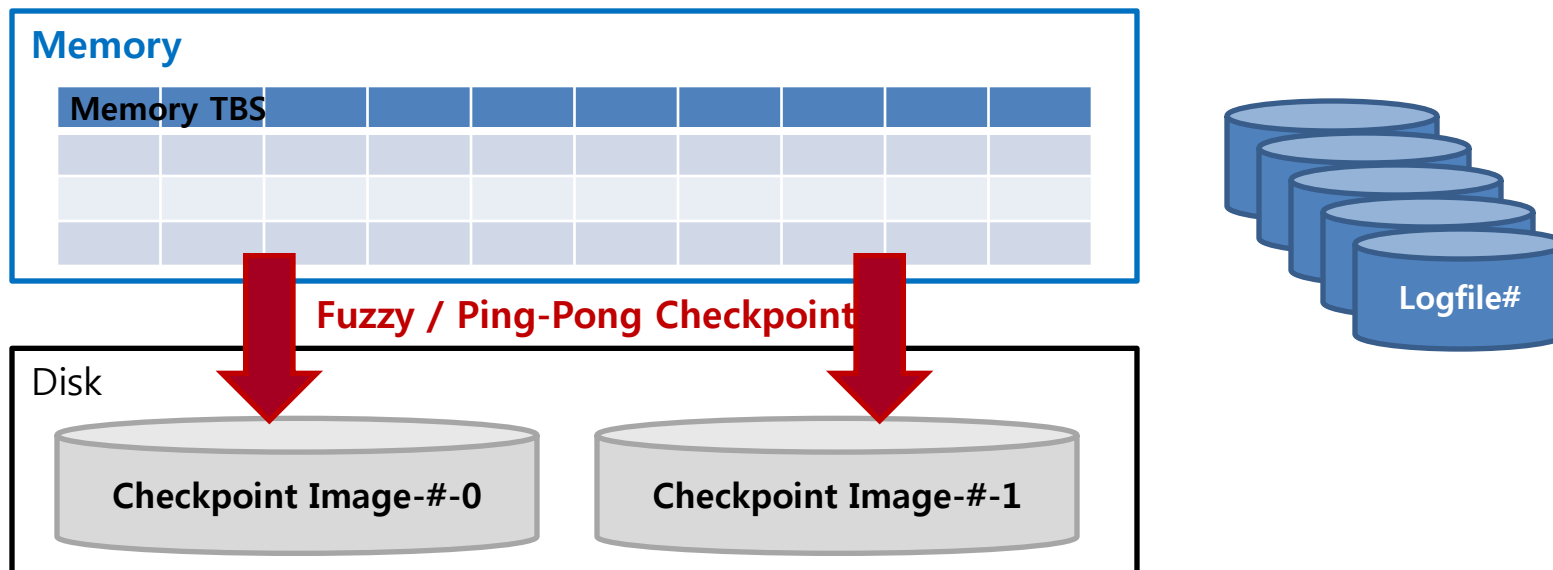 Memory
Memory TBS
Fuzzy / Ping-Pong Checkpoint
Disk
Checkpoint Image-#-0
Checkpoint Image-#-1
Logfile#